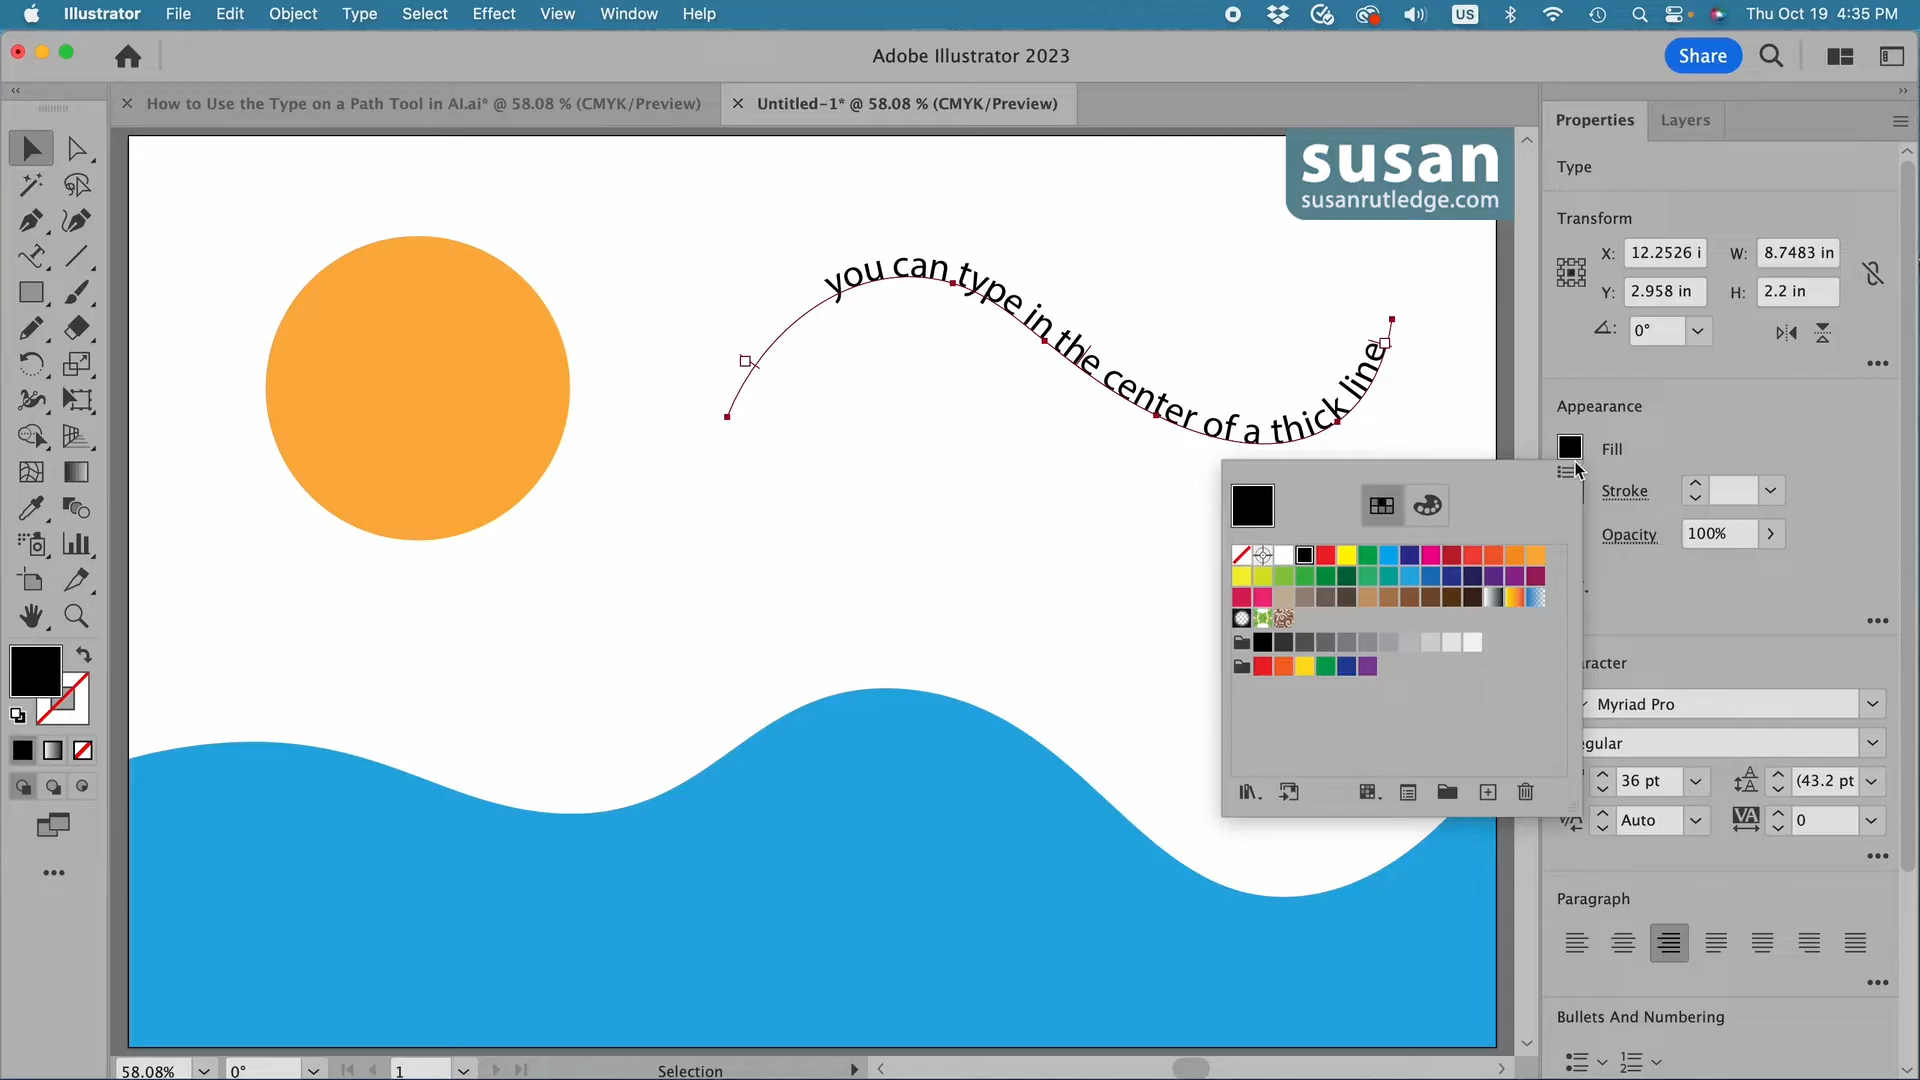 Illustrator File Edit Object Type Select Effect View Window Help US Thu Oct 19 4:35 PM
Adobe Illustrator 2023
Share
How to Use the Type on a Path Tool in AI.ai* @ 58.08 % (CMYK/Preview)
Untitled-1* @ 58.08 % (CMYK/Preview)
Properties Layers
susan
susanrutledge.com
Type
Transform
X: 12.2526 i W: 8.7483 in
Y: 2.958 in H: 2.2 in
0°
you can type in the center of a thick line
Appearance
Fill
Stroke
Opacity 100%
racter
Myriad Pro
egular
36 pt (43.2 pt
Auto VA 0
Paragraph
Bullets And Numbering
58.08% 0° 1 Selection